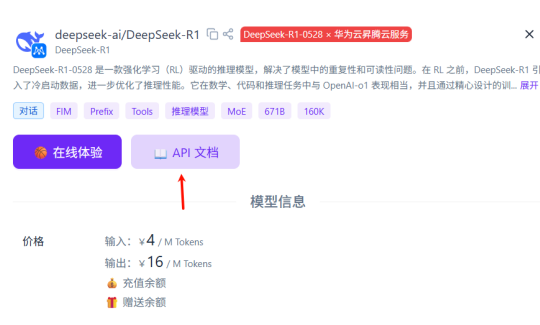 deepseek-ai/DeepSeek-R1 DeepSeek-R1-0528 × 华为云昇腾云服务
DeepSeek-R1
DeepSeek-R1-0528 是一款强化学习（RL）驱动的推理模型，解决了模型中的重复性和可读性问题。在 RL 之前，DeepSeek-R1 引
入了冷启动数据，进一步优化了推理性能。它在数学、代码和推理任务中与 OpenAI-o1 表现相当，并且通过精心设计的训... 展开
对话 FIM Prefix Tools 推理模型 MoE 671B 160K
在线体验 API 文档
模型信息
价格 输入：￥4 / M Tokens
输出：￥16 / M Tokens
充值余额
赠送余额